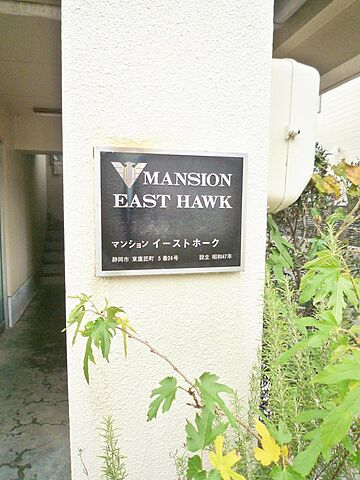 MANSION
EAST HAWK
マンション イーストホーク
静岡市 東鷹匠町 5番24号 設立 昭和47年